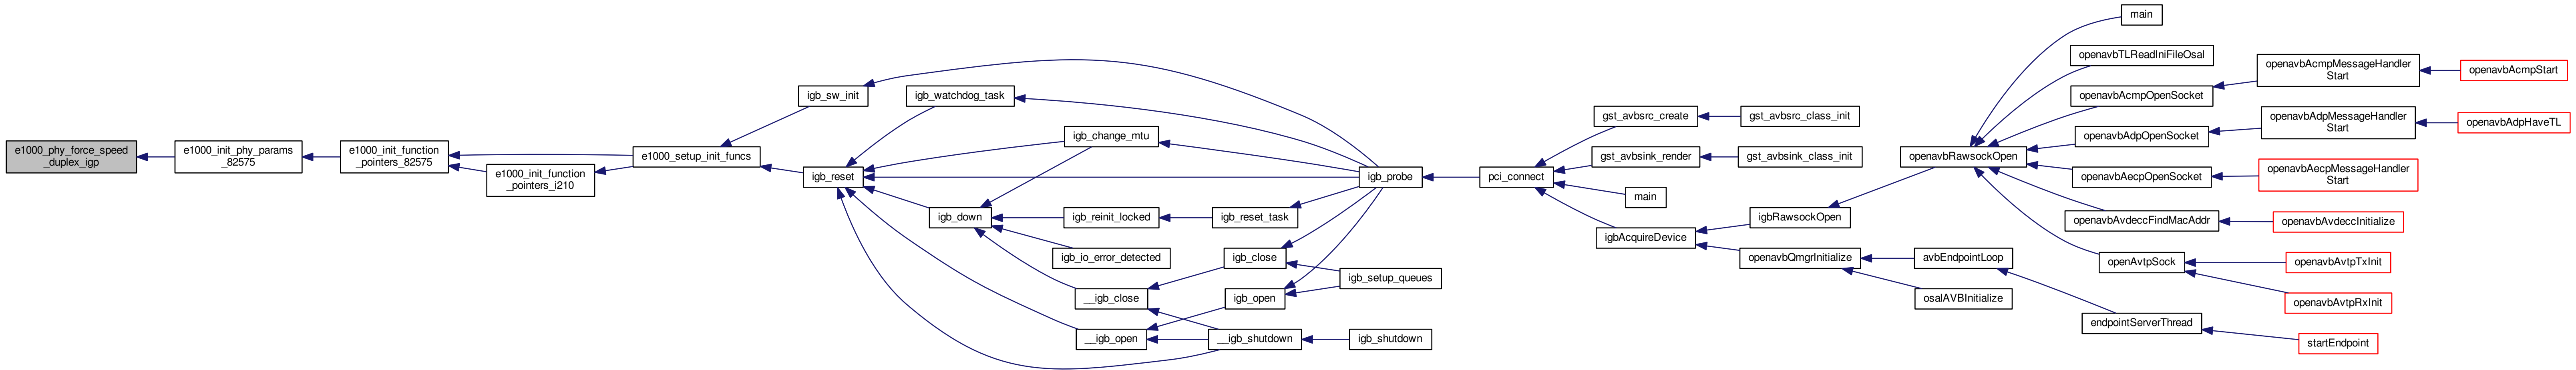 e1000_phy_force_speed
_duplex_igp
e1000_init_phy_params
_82575
e1000_init_function
_pointers_82575
e1000_init_function
_pointers_i210
e1000_setup_init_funcs
igb_sw_init
igb_reset
igb_watchdog_task
igb_change_mtu
igb_down
igb_reinit_locked
igb_reset_task
igb_io_error_detected
__igb_close
__igb_open
igb_close
igb_open
__igb_shutdown
igb_probe
igb_setup_queues
igb_shutdown
pci_connect
gst_avbsrc_create
gst_avbsrc_class_init
gst_avbsink_render
gst_avbsink_class_init
main
igbAcquireDevice
igbRawsockOpen
openavbQmgrInitialize
avbEndpointLoop
osalAVBInitialize
openavbRawsockOpen
main
openavbTLReadIniFileOsal
openavbAcmpOpenSocket
openavbAcmpMessageHandler
Start
openavbAcmpStart
openavbAdpOpenSocket
openavbAdpMessageHandler
Start
openavbAdpHaveTL
openavbAecpOpenSocket
openavbAecpMessageHandler
Start
openavbAvdeccFindMacAddr
openavbAvdeccInitialize
openAvtpSock
openavbAvtpTxInit
openavbAvtpRxInit
endpointServerThread
startEndpoint